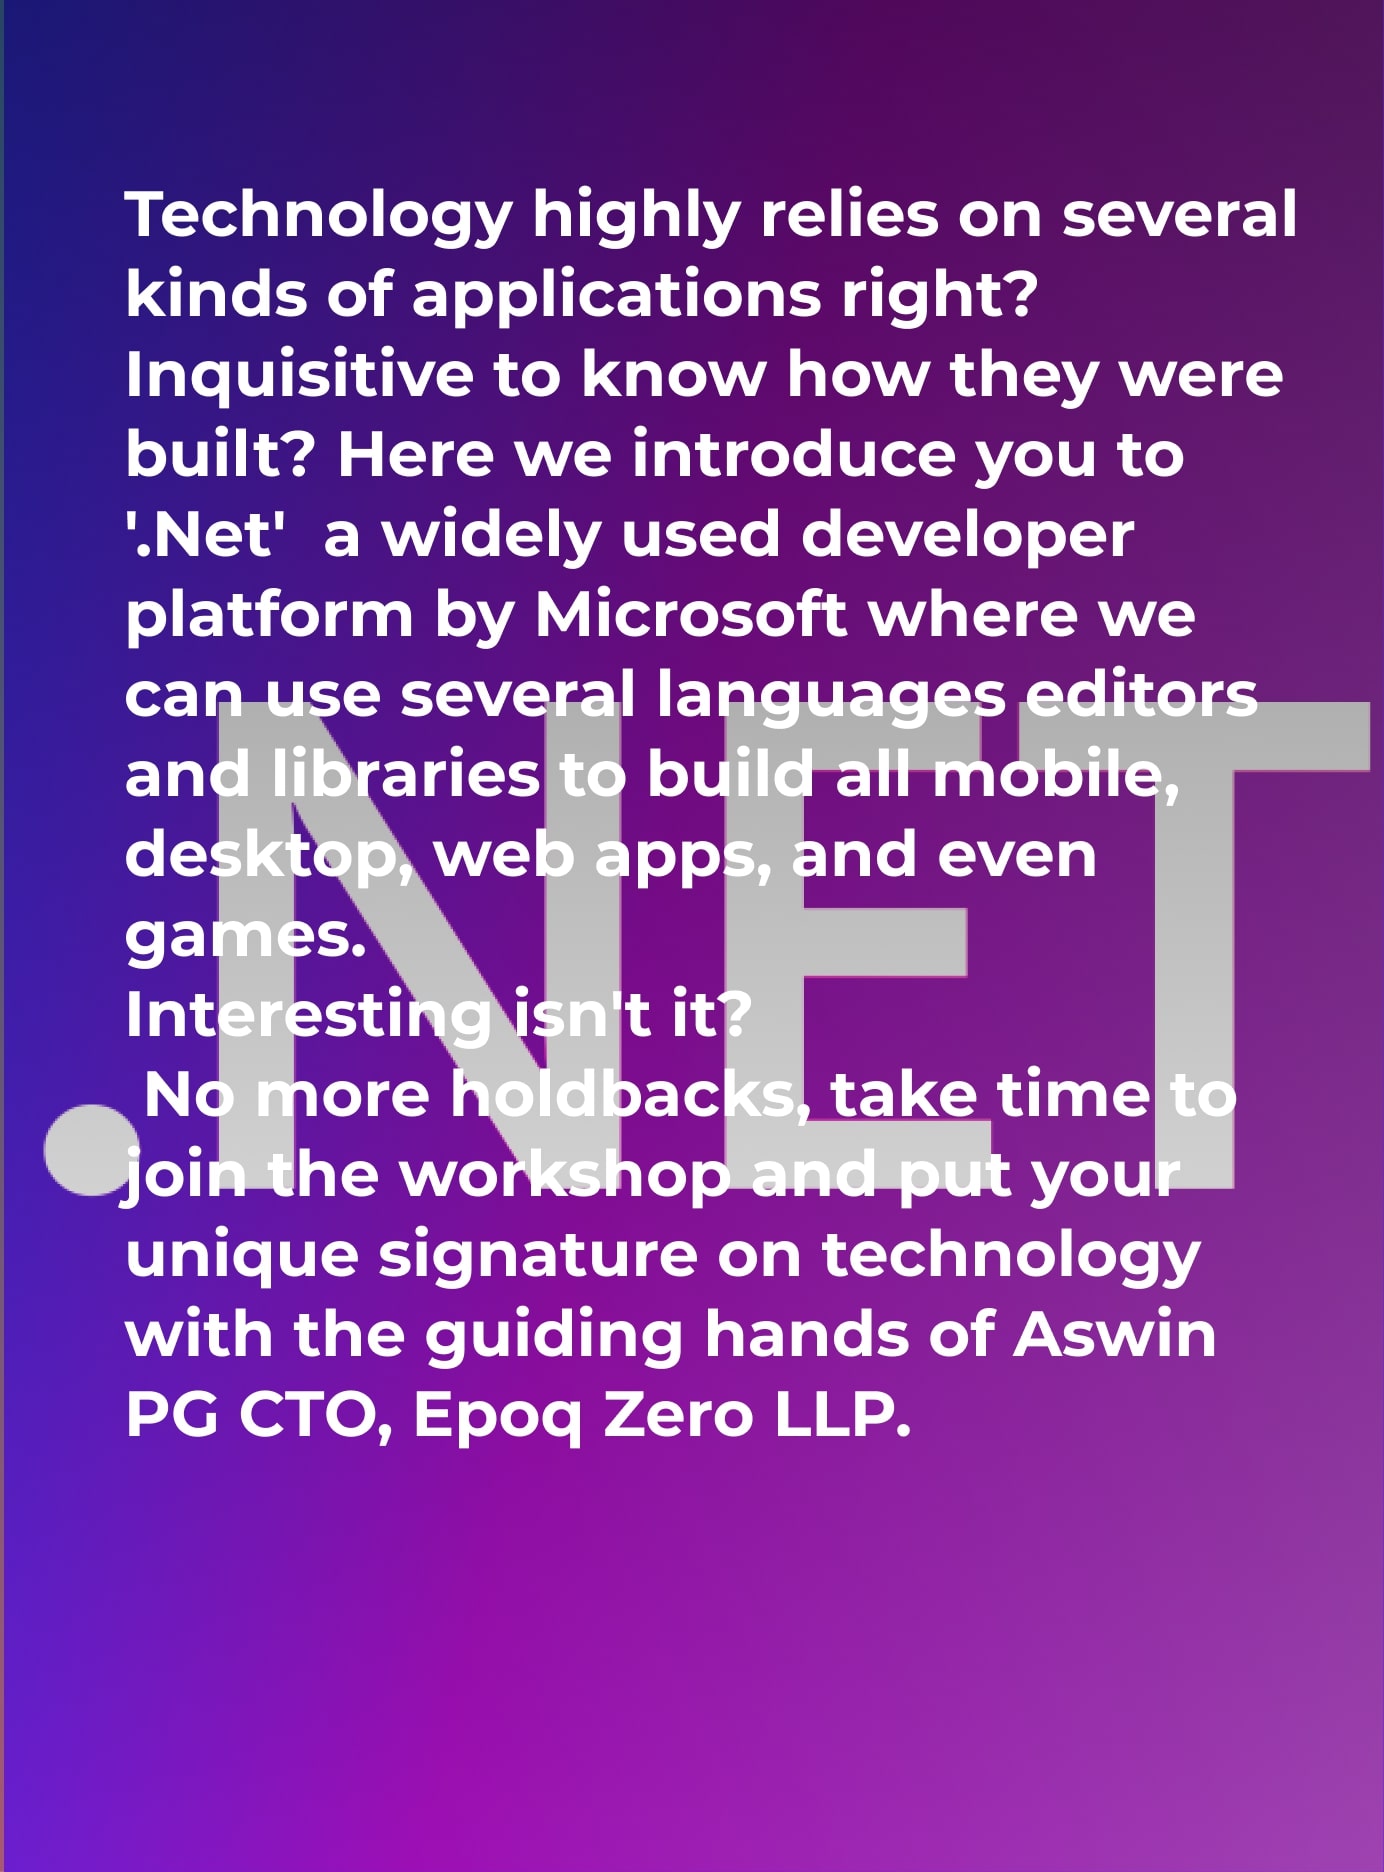 Technology highly relies on several
kinds of applications right?
Inquisitive to know how they were
built? Here we introduce you to
'.Net'  a widely used developer
platform by Microsoft where we
can use several languages editors
and libraries to build all mobile,
desktop, web apps, and even
games.
Interesting isn't it?
No more holdbacks, take time to
join the workshop and put your
unique signature on technology
with the guiding hands of Aswin
PG CTO, Epoq Zero LLP.
.NET